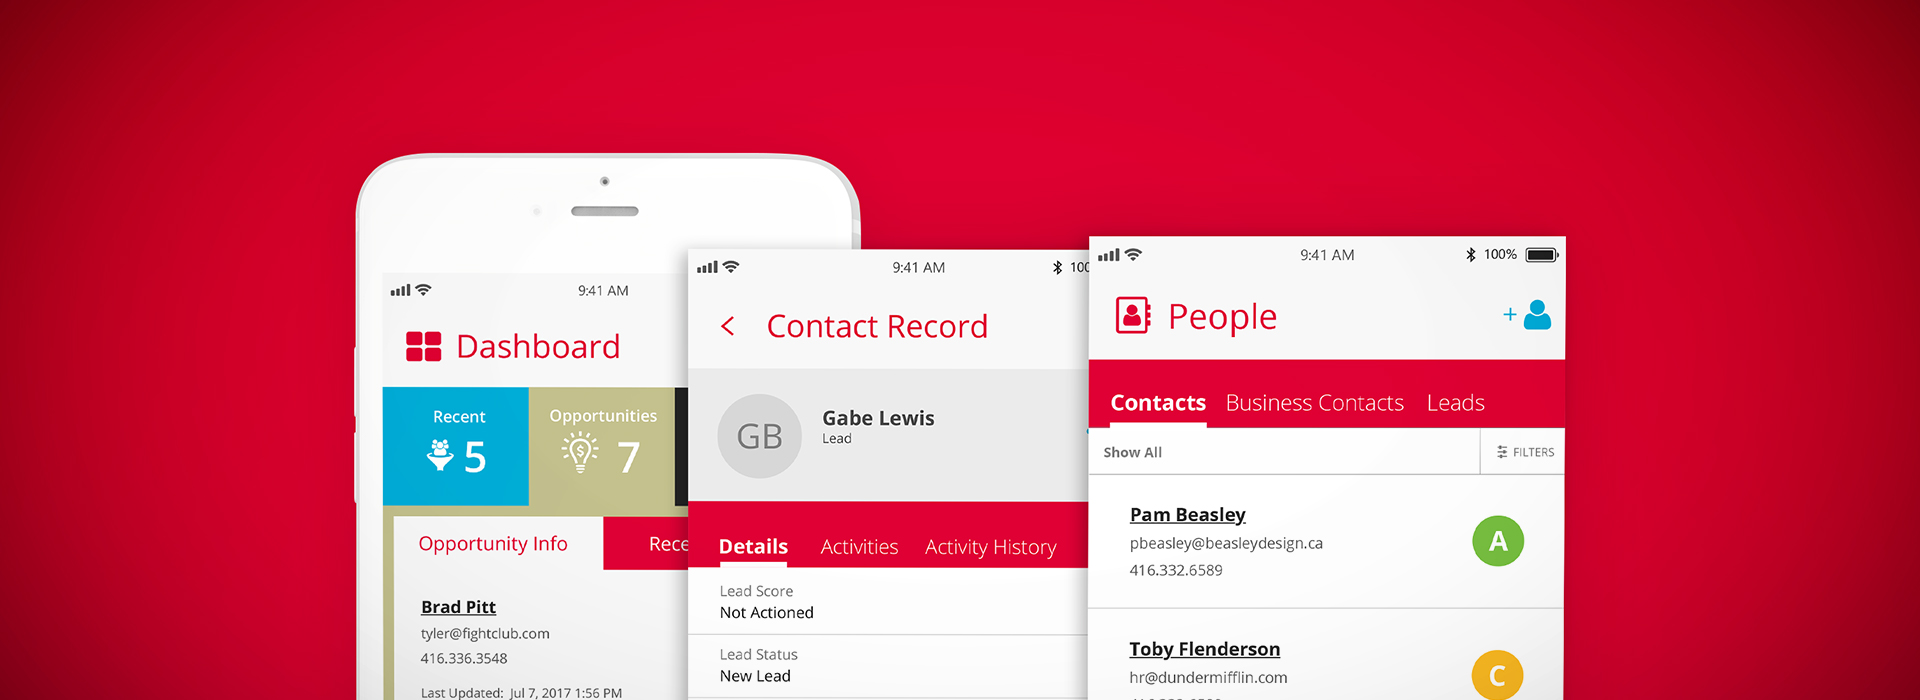 9:41 AM
Dashboard
Recent
5
Opportunities
7
Opportunity Info
Rece
Brad Pitt
tyler@fightclub.com
416.336.3548
Last Updated: Jul 7, 2017 1:56 PM
9:41 AM
100
Contact Record
GB
Gabe Lewis
Lead
Details Activities Activity History
Lead Score
Not Actioned
Lead Status
New Lead
9:41 AM
100%
People
+
Contacts Business Contacts Leads
Show All
FILTERS
Pam Beasley
pbeasley@beasleydesign.ca
416.332.6589
A
Toby Flenderson
hr@dundermifflin.com
C